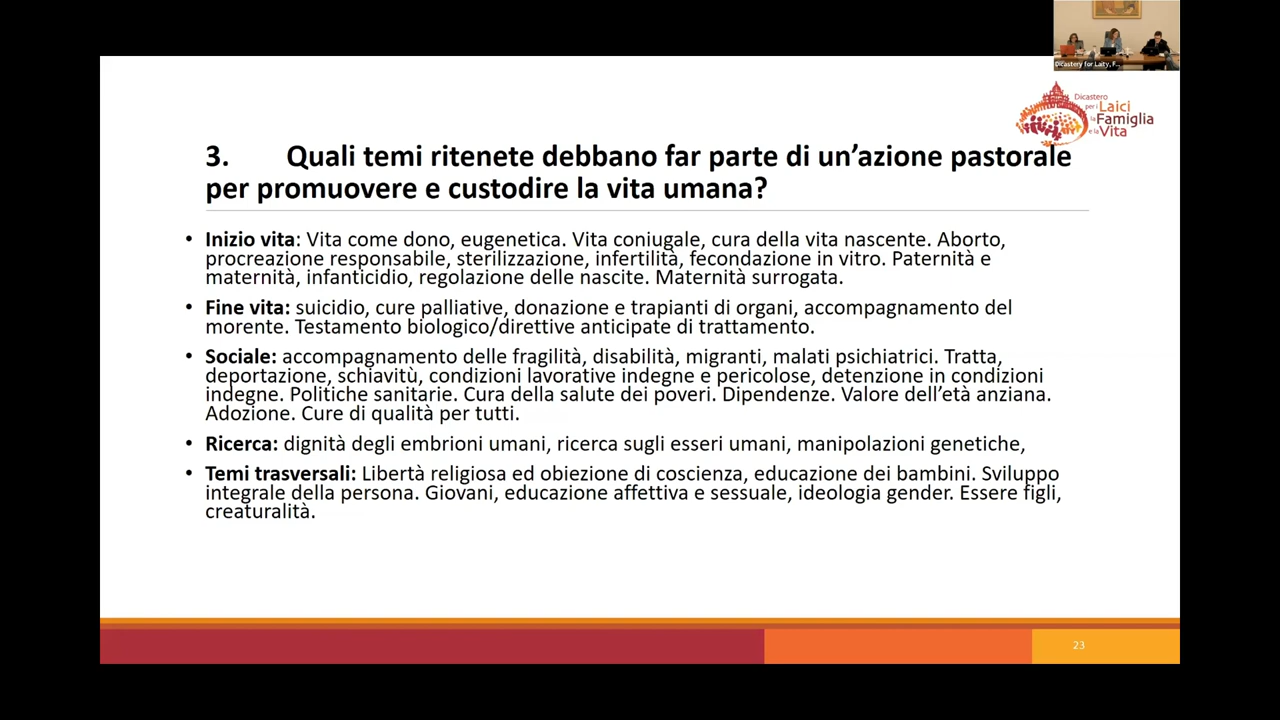 Dicastery for Laity, F...
Dicastero
per i Laici
la Famiglia
e la Vita
3. Quali temi ritenete debbano far parte di un'azione pastorale
per promuovere e custodire la vita umana?
• Inizio vita: Vita come dono, eugenetica. Vita coniugale, cura della vita nascente. Aborto,
procreazione responsabile, sterilizzazione, infertilità, fecondazione in vitro. Paternità e
maternità, infanticidio, regolazione delle nascite. Maternità surrogata.
• Fine vita: suicidio, cure palliative, donazione e trapianti di organi, accompagnamento del
morente. Testamento biologico/direttive anticipate di trattamento.
• Sociale: accompagnamento delle fragilità, disabilità, migranti, malati psichiatrici. Tratta,
deportazione, schiavitù, condizioni lavorative indegne e pericolose, detenzione in condizioni
indegne. Politiche sanitarie. Cura della salute dei poveri. Dipendenze. Valore dell'età anziana.
Adozione. Cure di qualità per tutti.
• Ricerca: dignità degli embrioni umani, ricerca sugli esseri umani, manipolazioni genetiche,
• Temi trasversali: Libertà religiosa ed obiezione di coscienza, educazione dei bambini. Sviluppo
integrale della persona. Giovani, educazione affettiva e sessuale, ideologia gender. Essere figli,
creaturalità.
23